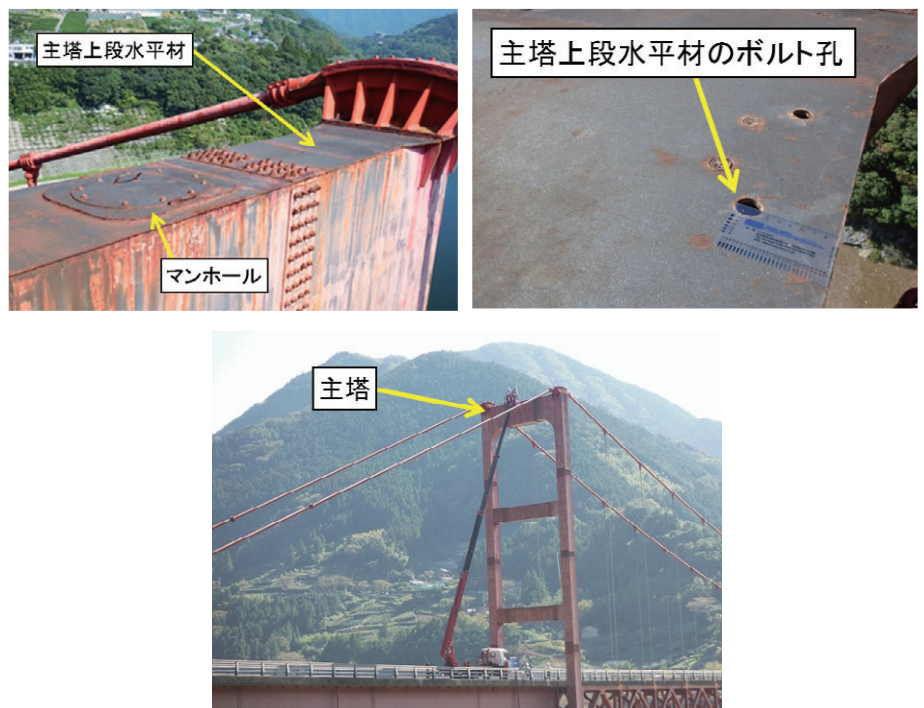 主塔上段水平材
マンホール
主塔上段水平材のボルト孔
主塔